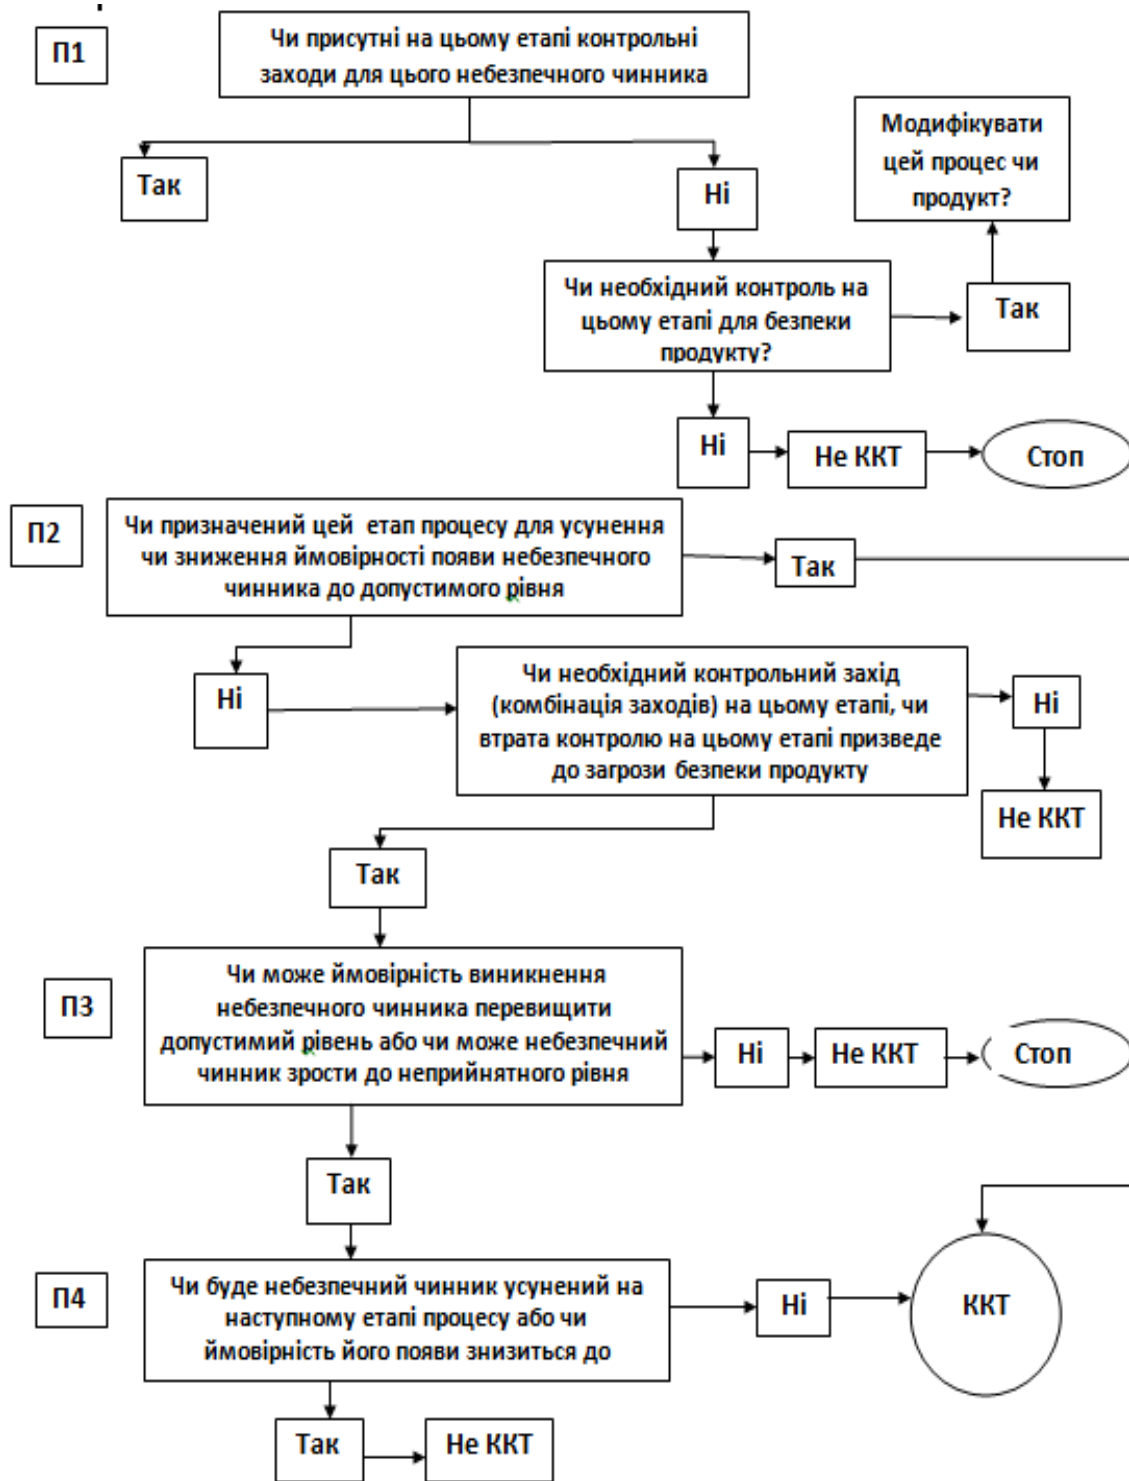 П1
Чи присутні на цьому етапі контрольні
заходи для цього небезпечного чинника
Модифікувати
цей процес чи
продукт?
Так
Ні
Чи необхідний контроль на
цьому етапі для безпеки
продукту?
Так
Ні
Не ККТ
Стоп
П2
Чи призначений цей етап процесу для усунення
чи зниження ймовірності появи небезпечного
чинника до допустимого рівня
Так
Ні
Чи необхідний контрольний захід
(комбінація заходів) на цьому етапі, чи
втрата контролю на цьому етапі призведе
до загрози безпеки продукту
Ні
Не ККТ
Так
П3
Чи може ймовірність виникнення
небезпечного чинника перевищити
допустимий рівень або чи може небезпечний
чинник зрости до неприйнятного рівня
Ні
Не ККТ
Стоп
Так
П4
Чи буде небезпечний чинник усунений на
наступному етапі процесу або чи
ймовірність його появи знизиться до
Ні
ККТ
Так
Не ККТ